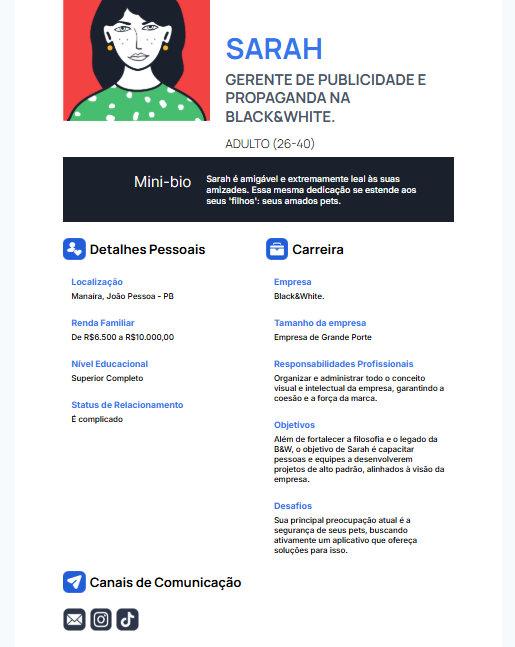 SARAH
GERENTE DE PUBLICIDADE E
PROPAGANDA NA
BLACK&WHITE.
ADULTO (26-40)
Mini-bio
Sarah é amigável e extremamente leal às suas
amizades. Essa mesma dedicação se estende aos
seus 'filhos': seus amados pets.
Detalhes Pessoais
Localização
Manaíra, João Pessoa - PB
Renda Familiar
De R$6.500 a R$10.000,00
Nível Educacional
Superior Completo
Status de Relacionamento
É complicado
Carreira
Empresa
Black&White.
Tamanho da empresa
Empresa de Grande Porte
Responsabilidades Profissionais
Organizar e administrar todo o conceito
visual e intelectual da empresa, garantindo a
coesão e a força da marca.
Objetivos
Além de fortalecer a filosofia e o legado da
B&W, o objetivo de Sarah é capacitar
pessoas e equipes a desenvolverem
projetos de alto padrão, alinhados à visão da
empresa.
Desafios
Sua principal preocupação atual é a
segurança de seus pets, buscando
ativamente um aplicativo que ofereça
soluções para isso.
Canais de Comunicação